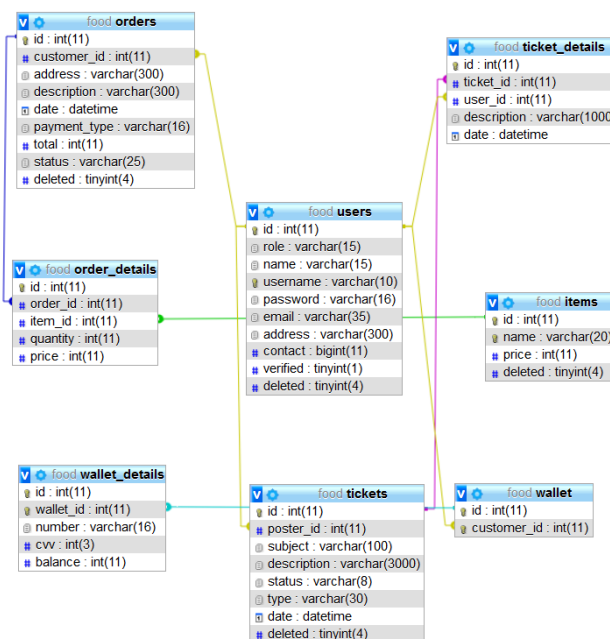 food orders
id : int(11)
customer_id : int(11)
address : varchar(300)
description : varchar(300)
date : datetime
payment_type : varchar(16)
total : int(11)
status : varchar(25)
deleted : tinyint(4)
food ticket_details
id : int(11)
ticket_id : int(11)
user_id : int(11)
description : varchar(1000
date : datetime
food users
id : int(11)
role : varchar(15)
name : varchar(15)
username : varchar(10)
password : varchar(16)
email : varchar(35)
address : varchar(300)
contact : bigint(11)
verified : tinyint(1)
deleted : tinyint(4)
food order_details
id : int(11)
order_id : int(11)
item_id : int(11)
quantity : int(11)
price : int(11)
food items
id : int(11)
name : varchar(20)
price : int(11)
deleted : tinyint(4)
food wallet_details
id : int(11)
wallet_id : int(11)
number : varchar(16)
cvv : int(3)
balance : int(11)
food tickets
id : int(11)
poster_id : int(11)
subject : varchar(100)
description : varchar(3000)
status : varchar(8)
type : varchar(30)
date : datetime
deleted : tinyint(4)
food wallet
id : int(11)
customer_id : int(11)